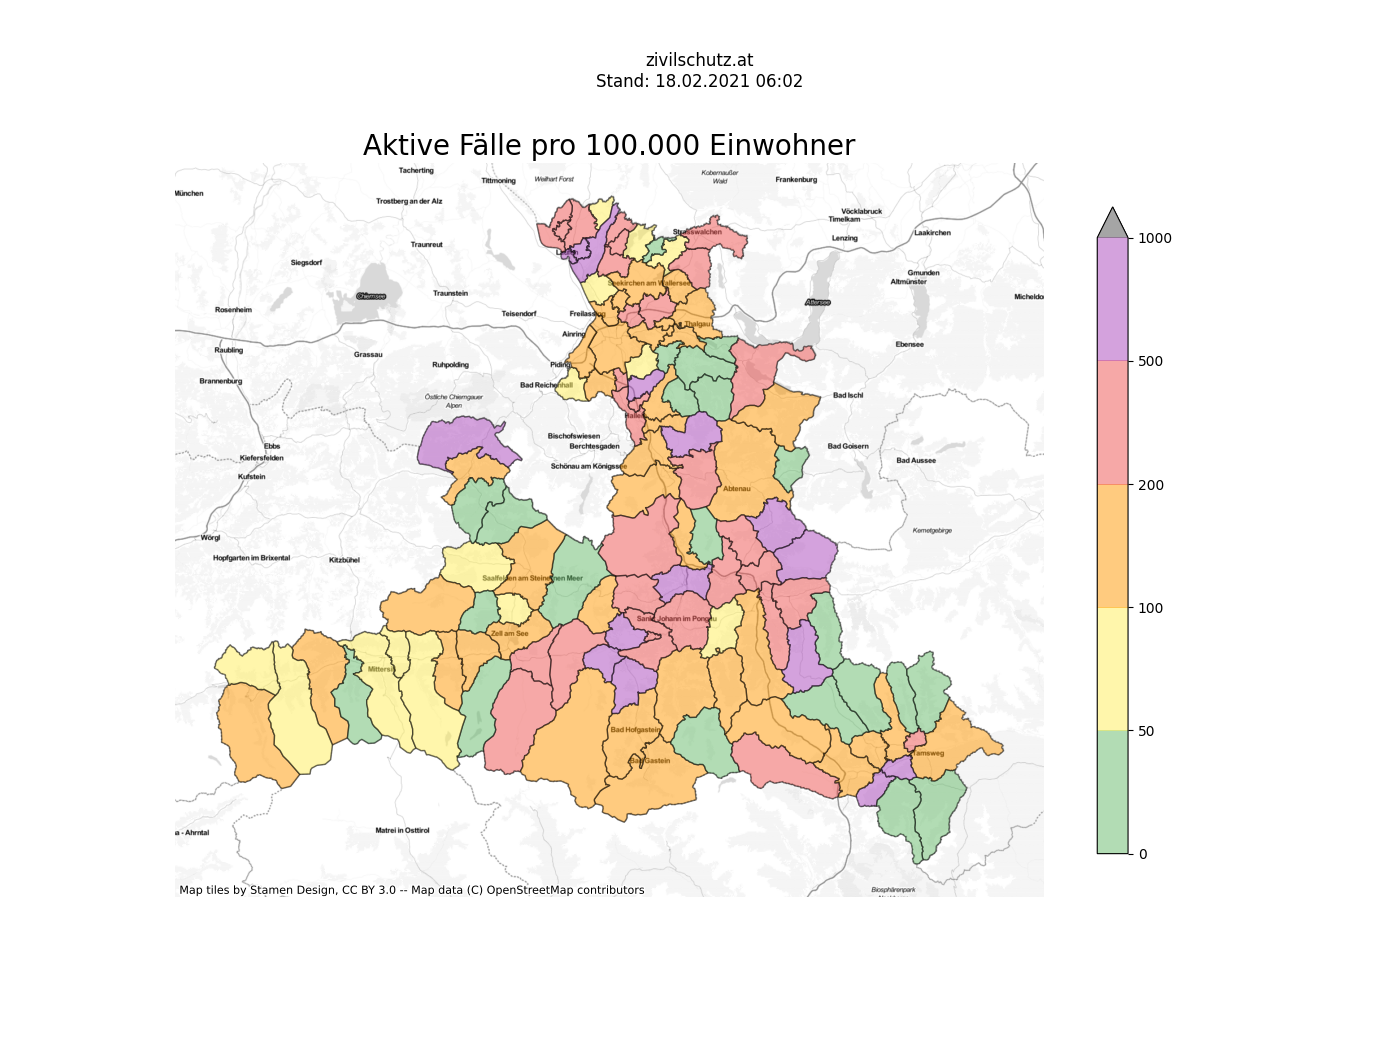 zivilschutz.at
Stand: 18.02.2021 06:02
Aktive Fälle pro 100.000 Einwohner
Tacherting
Tittmoning
Weilhart Forst
Kobernaußer
Wald
Frankenburg
München
Trostberg an der Alz
Vöcklabruck
Timelkam
Laakirchen
Strasswalchen
Lenzing
Traunreut
Siegsdorf
Gmunden
Altmünster
Seekirchen am Wallersee
Chiemsee
Traunstein
Attersee
Rosenheim
Teisendorf
Freilassing
Thalgau
Ainring
Ebensee
Raubling
Grassau
Ruhpolding
Piding
Brannenburg
Bad Reichenhall
Östliche Chiemgauer
Alpen
Bad Ischl
Bischofswiesen
Berchtesgaden
Bad Goisern
Ebbs
Kiefersfelden
Schönau am Königssee
Bad Aussee
Kufstein
Abtenau
Kemetgebirge
Wörgl
Hopfgarten im Brixental
Kitzbühel
Saalfelden am Steinernen Meer
Sankt Johann im Pongau
Zell am See
Bad Hofgastein
Tamsweg
Bad Gastein
Matrei in Osttirol
a - Ahrntal
Biosphärenpark
Map tiles by Stamen Design, CC BY 3.0 -- Map data (C) OpenStreetMap contributors
1000
500
200
100
50
0